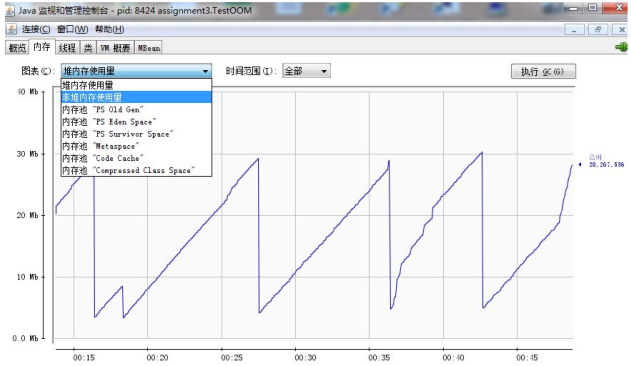 Java 监视和管理控制台 - pid: 8424 assignment3.TestOOM
连接(C) 窗口(W) 帮助(H)
概览 内存 线程 类 VM 概要 MBean
图表(C): 堆内存使用量 时间范围(T): 全部 执行 GC(G)
堆内存使用量
非堆内存使用量
内存池 "PS Old Gen"
内存池 "PS Eden Space"
内存池 "PS Survivor Space"
内存池 "Metaspace"
内存池 "Code Cache"
内存池 "Compressed Class Space"
40 Mb
30 Mb
20 Mb
10 Mb
0.0 Mb
已用
28,267,536
00:15 00:20 00:25 00:30 00:35 00:40 00:45